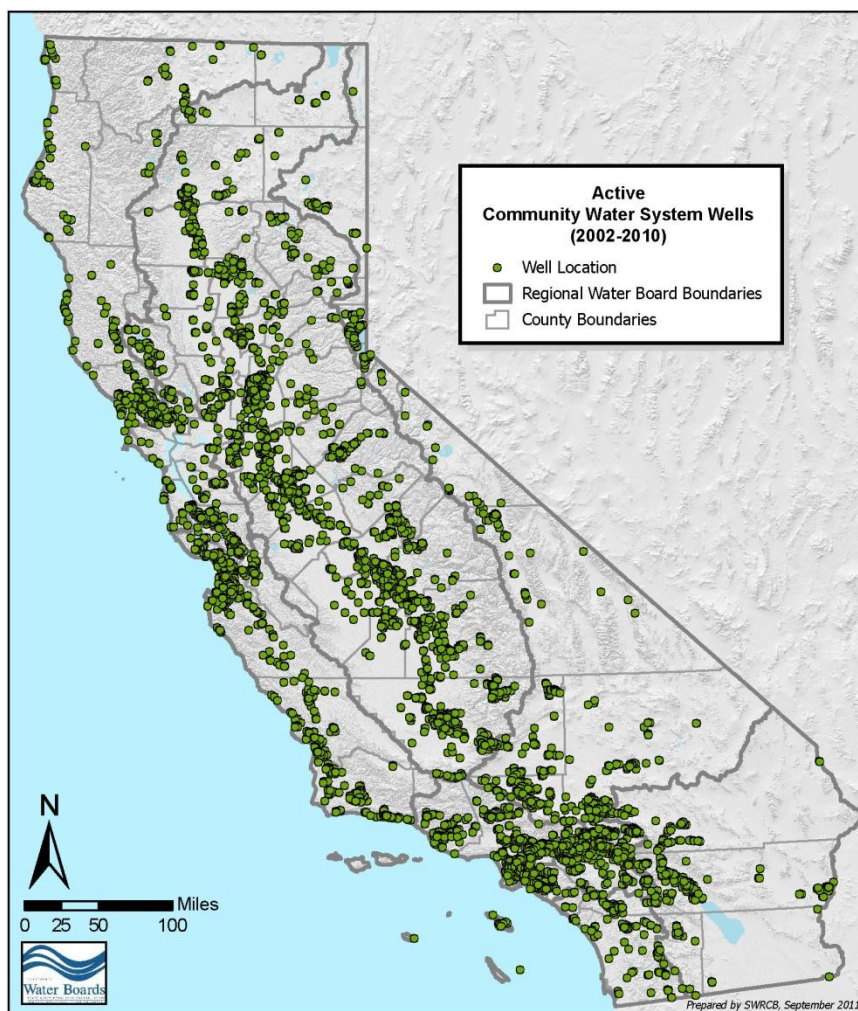 Active
Community Water System Wells
(2002-2010)
Well Location
Regional Water Board Boundaries
County Boundaries
N
Miles
0 25 50 100
Water Boards
Prepared by SWRCB, September 2011